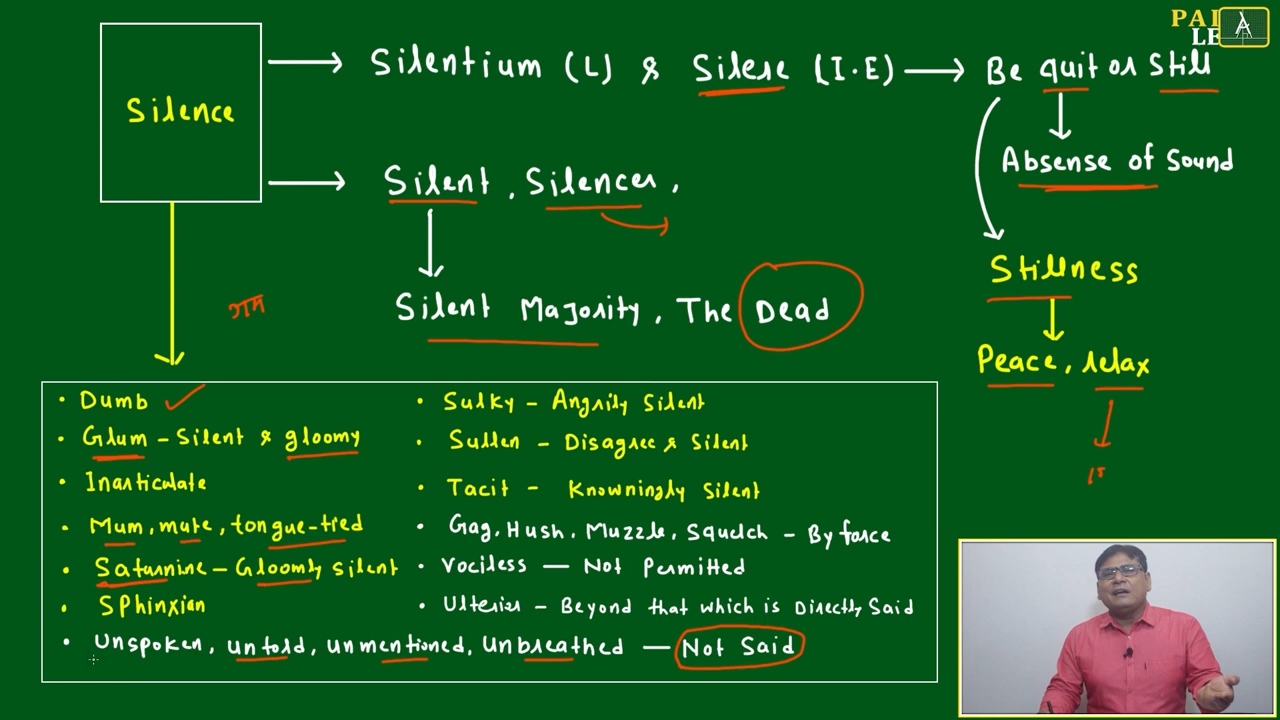 PAI
LE
Silence
Silentium (L) & Silere (I.E) → Be quit or Still
Absense of Sound
Silent, Silencer,
Stillness
Silent Majority, The Dead
Peace, relax
• Dumb
• Glum – Silent & gloomy
• Inarticulate
• Mum, mute, tongue-tied
• Saturnine – Gloomly silent
• Sphinxian
• Unspoken, untold, unmentioned, Unbreathed — Not Said
• Sulky – Angrily Silent
• Sullen – Disagree & Silent
• Tacit – Knowningly Silent
• Gag, Hush, Muzzle, Squelch – By force
• Vociless — Not Permitted
• Ulterior – Beyond that which is Directly Said